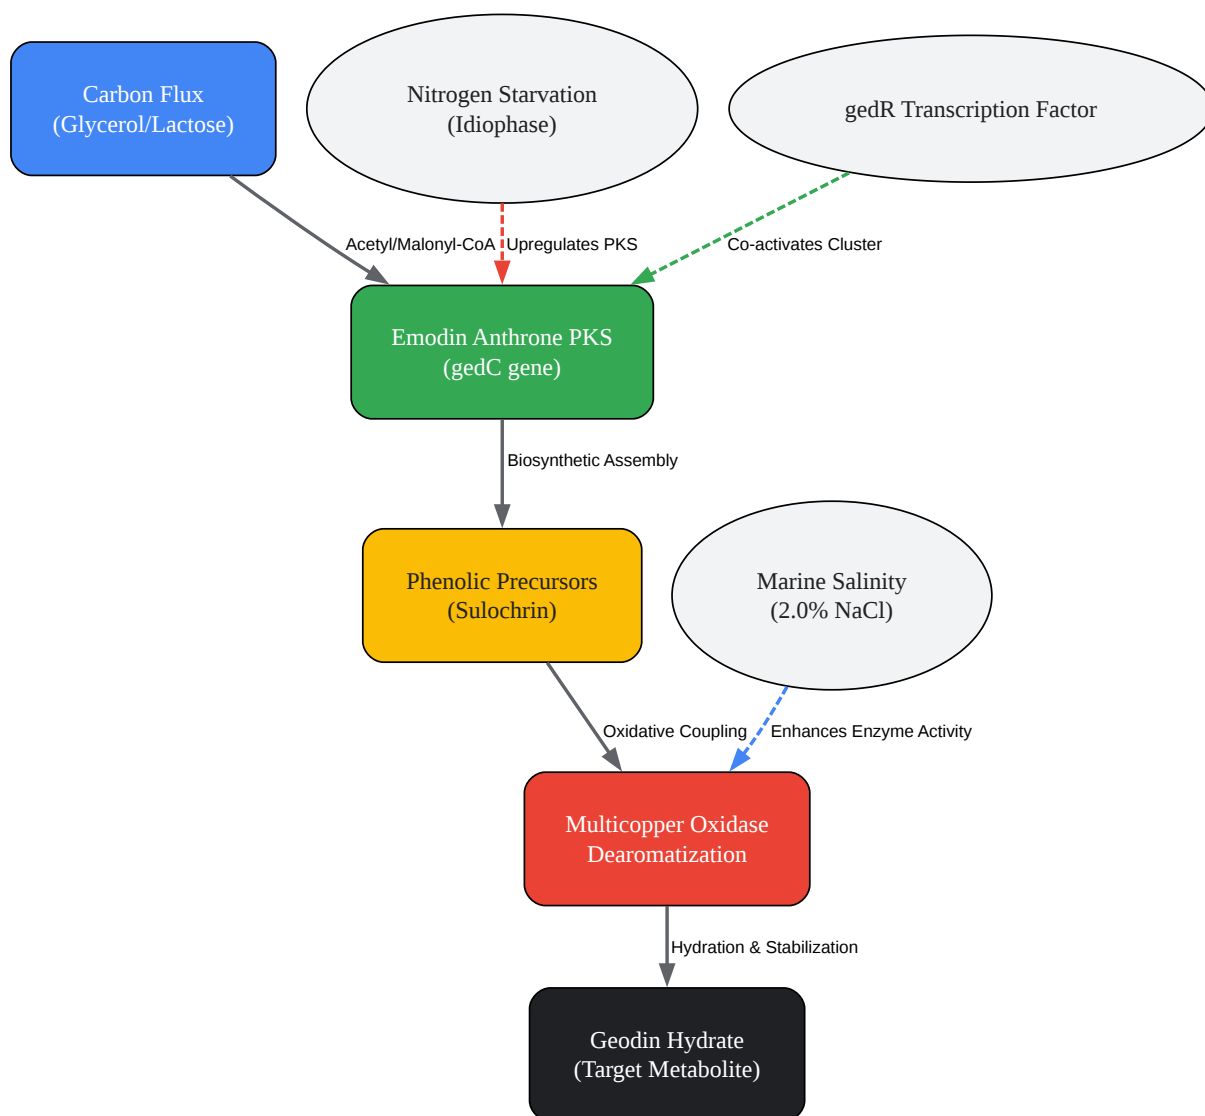 Carbon Flux
(Glycerol/Lactose)
Nitrogen Starvation
(Idiophase)
gedR Transcription Factor
Acetyl/Malonyl-CoA
Upregulates PKS
Co-activates Cluster
Emodin Anthrone PKS
(gedC gene)
Biosynthetic Assembly
Phenolic Precursors
(Sulochrin)
Marine Salinity
(2.0% NaCl)
Oxidative Coupling
Enhances Enzyme Activity
Multicopper Oxidase
Dearomatization
Hydration & Stabilization
Geodin Hydrate
(Target Metabolite)